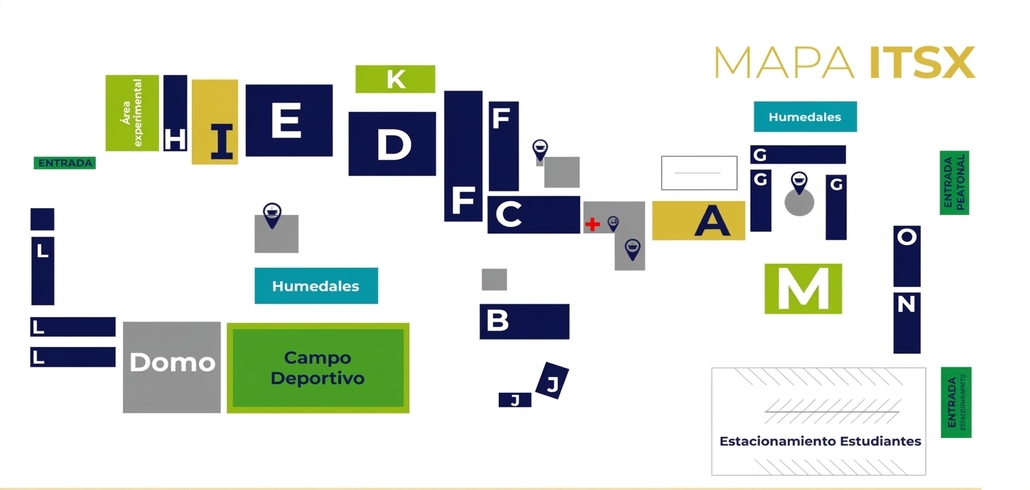 MAPA ITSX
K
Área
experimental
H
I
E
D
F
F
Humedales
G
G
G
ENTRADA
ENTRADA
PEATONAL
C
A
L
O
Humedales
M
N
B
L
L
Domo
Campo
Deportivo
J
J
ENTRADA
ESTACIONAMIENTO
Estacionamiento Estudiantes